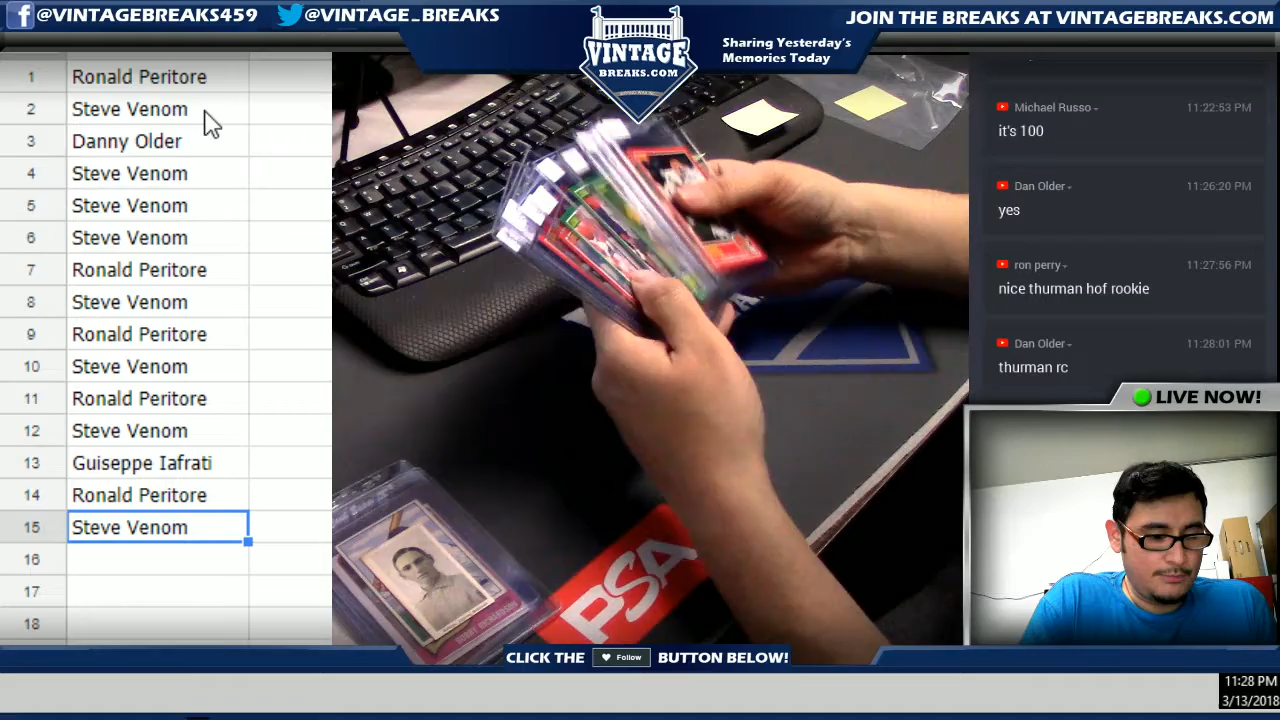 @VINTAGEBREAKS459
@VINTAGE_BREAKS
VINTAGE
BREAKS.COM
Sharing Yesterday's
Memories Today
JOIN THE BREAKS AT VINTAGEBREAKS.COM
1 Ronald Peritore
2 Steve Venom
3 Danny Older
4 Steve Venom
5 Steve Venom
6 Steve Venom
7 Ronald Peritore
8 Steve Venom
9 Ronald Peritore
10 Steve Venom
11 Ronald Peritore
12 Steve Venom
13 Guiseppe Iafrati
14 Ronald Peritore
15 Steve Venom
16
17
18
PSA
Michael Russo 11:22:53 PM
it's 100
Dan Older 11:26:20 PM
yes
ron perry 11:27:56 PM
nice thurman hof rookie
Dan Older 11:28:01 PM
thurman rc
LIVE NOW!
CLICK THE Follow BUTTON BELOW!
11:28 PM
3/13/2018